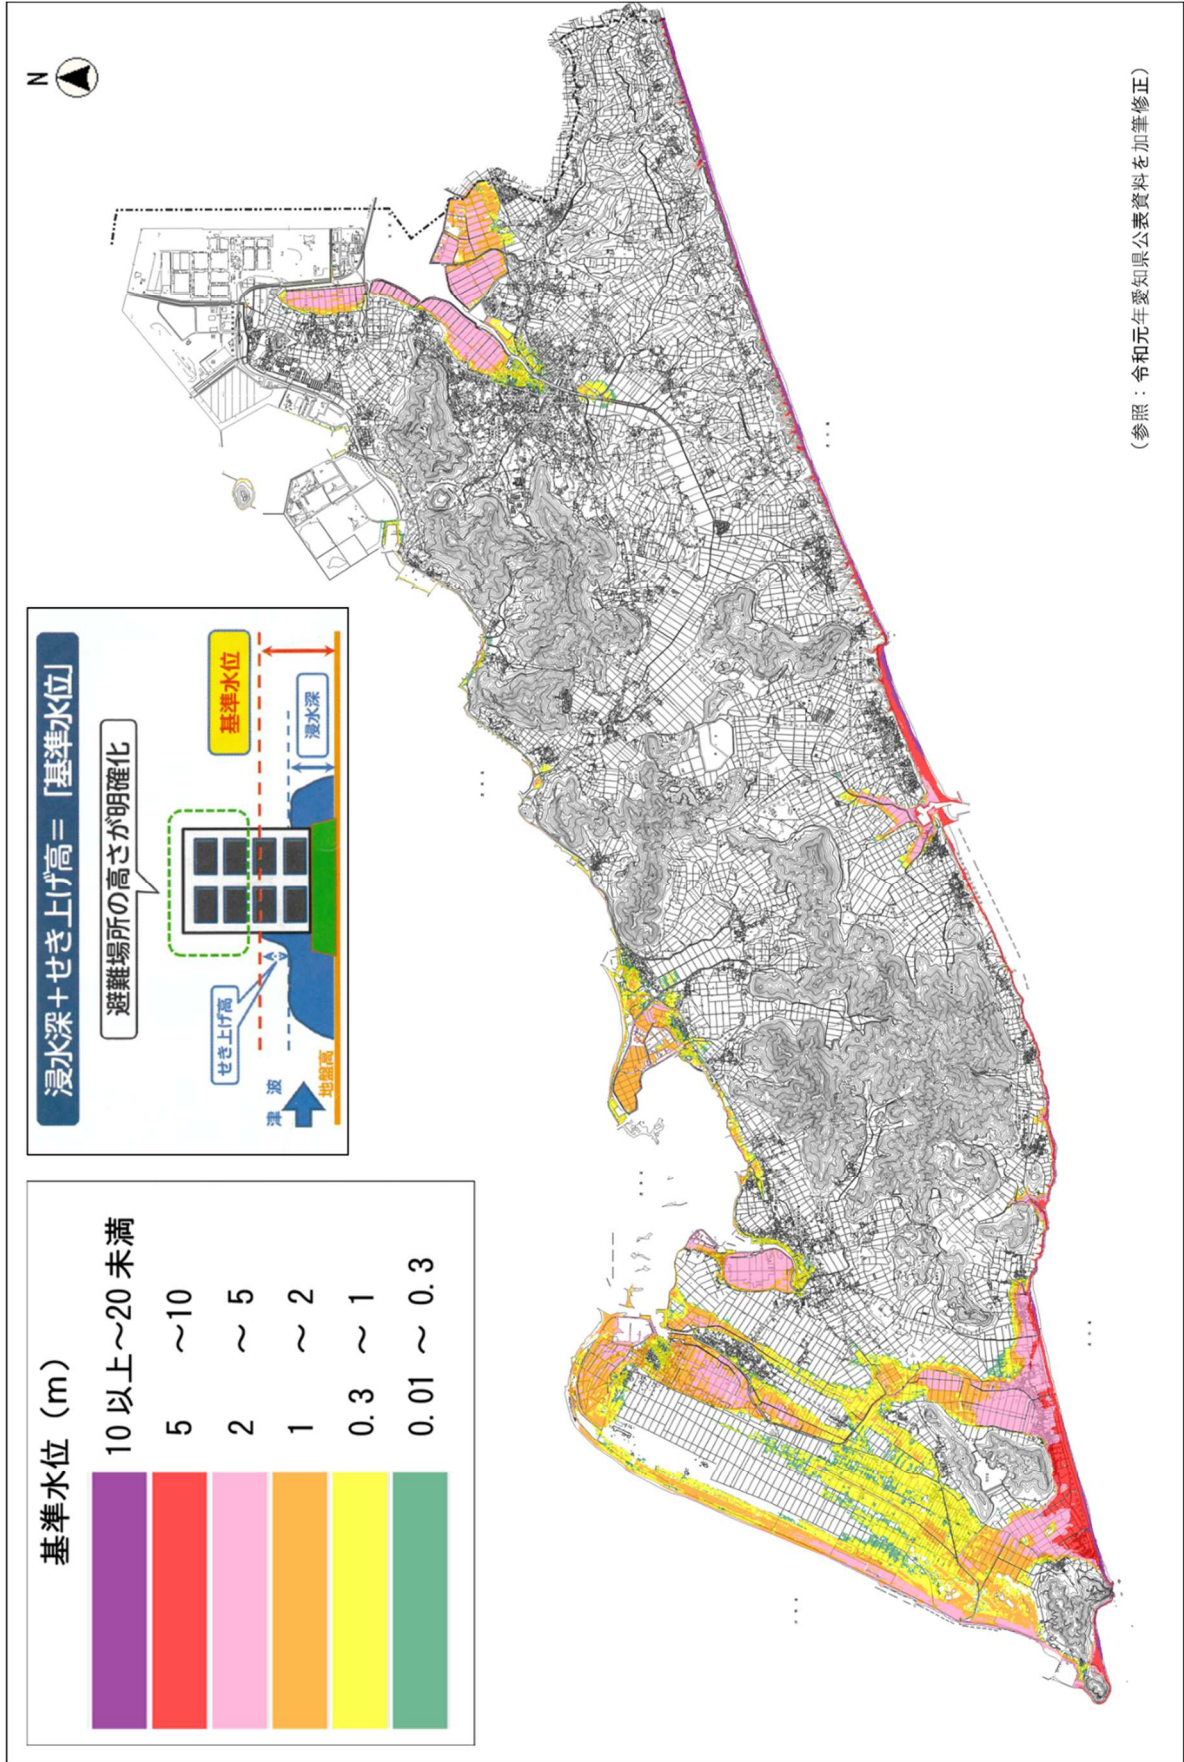 N
基準水位（m）
10 以上～20 未満
5 ～10
2 ～ 5
1 ～ 2
0.3 ～ 1
0.01 ～ 0.3
浸水深＋せき上げ高＝「基準水位」
避難場所の高さが明確化
基準水位
せき上げ高
浸水深
津 波
地盤高
（参照：令和元年愛知県公表資料を加筆修正）